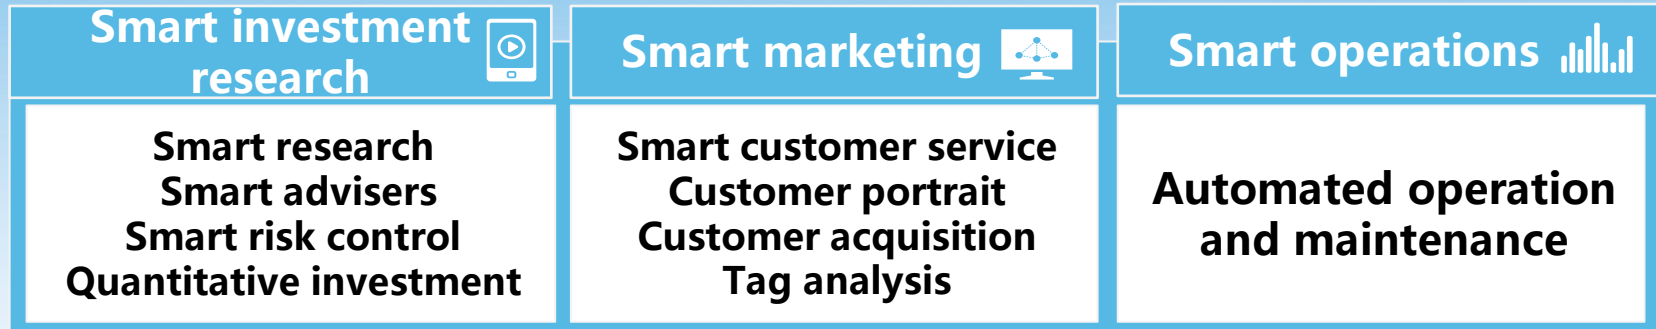 Smart investment
research
Smart research
Smart advisers
Smart risk control
Quantitative investment
Smart marketing
Smart customer service
Customer portrait
Customer acquisition
Tag analysis
Smart operations
Automated operation
and maintenance